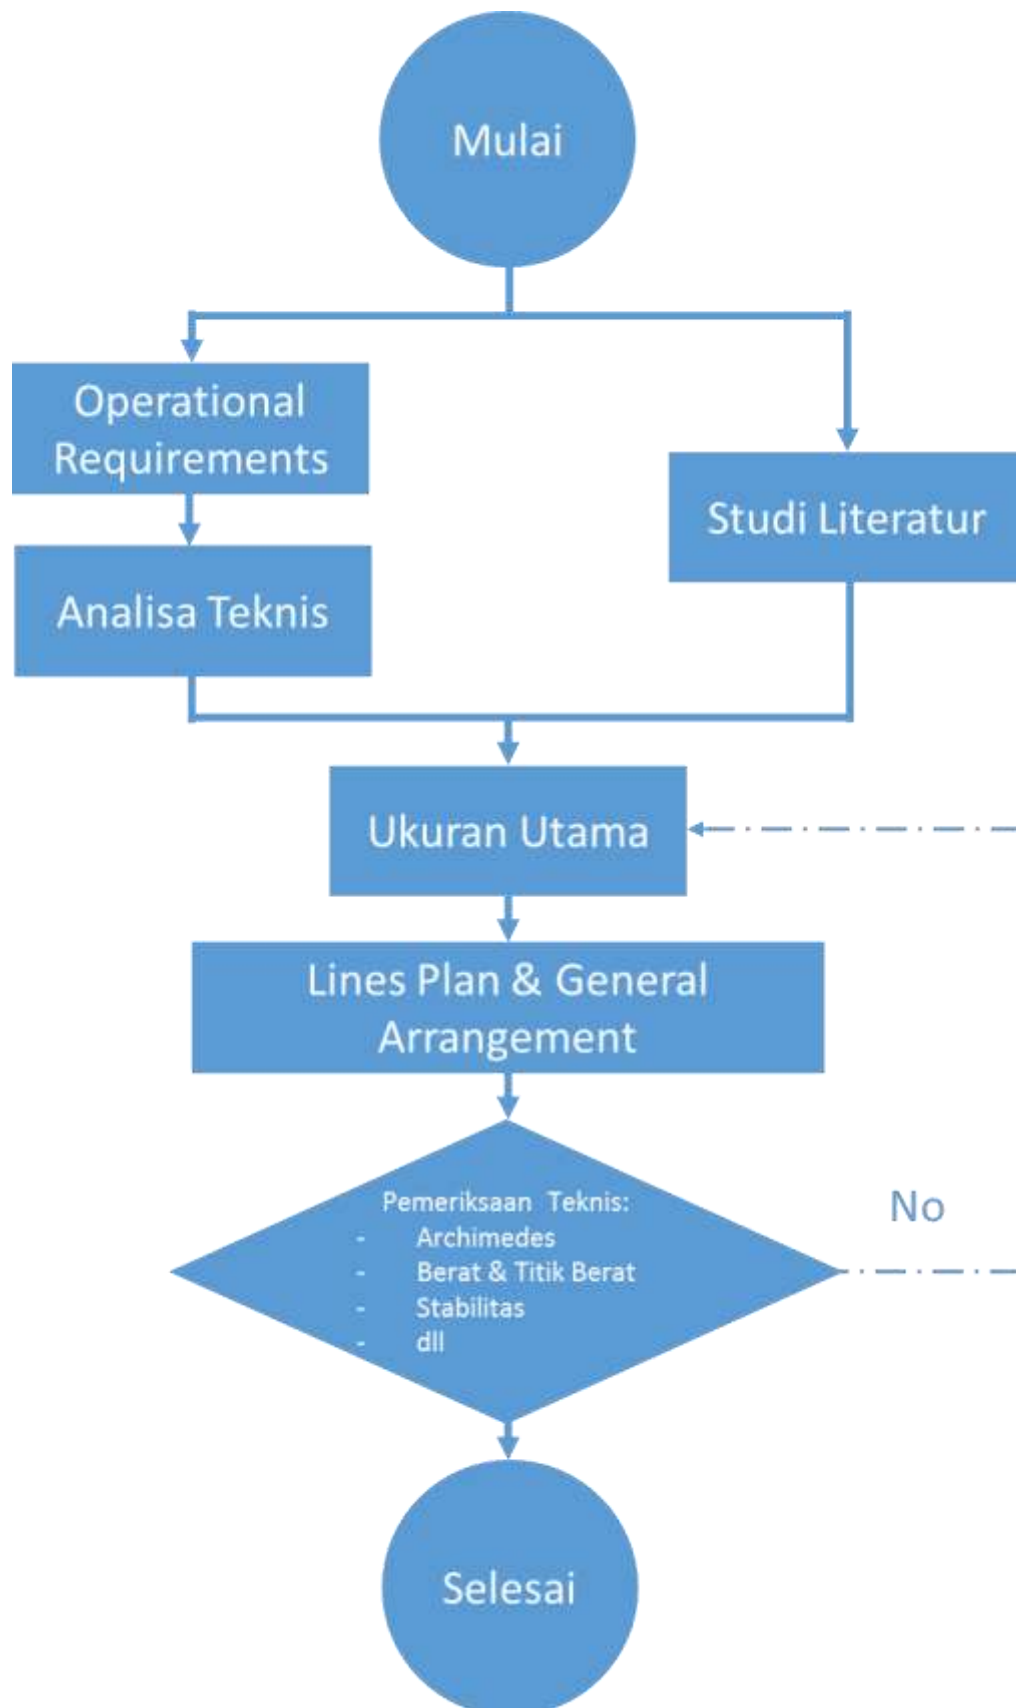 Mulai
Operational
Requirements
Studi Literatur
Analisa Teknis
Ukuran Utama
Lines Plan & General
Arrangement
Pemeriksaan Teknis:
- Archimedes
- Berat & Titik Berat
- Stabilitas
- dll
No
Selesai